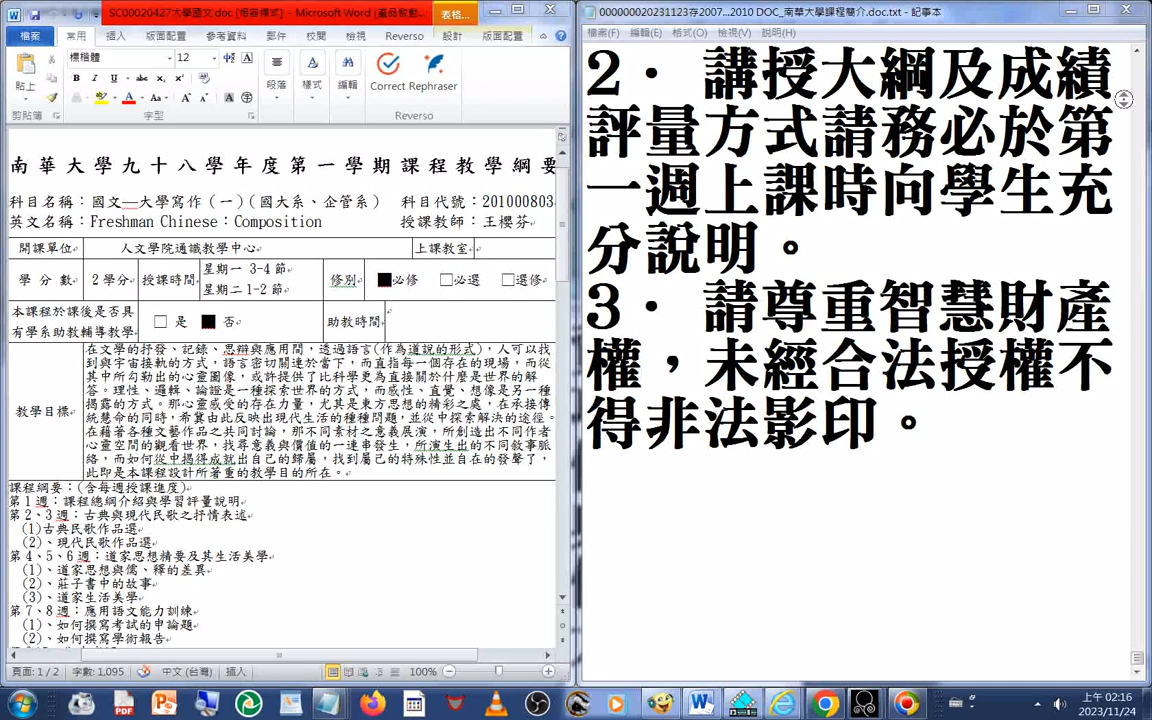 SC00020427大學國文.doc [相容模式] - Microsoft Word (產品啟動...
表格...
檔案 常用 插入 版面配置 參考資料 郵件 校閱 檢視 Reverso 設計 版面配置
標楷體 12
貼上 段落 樣式 編輯 Correct Rephraser
剪貼簿 字型 Reverso
南華大學九十八學年度第一學期課程教學綱要
科目名稱：國文—大學寫作(一)(國大系、企管系) 科目代號：201000803
英文名稱：Freshman Chinese：Composition 授課教師：王櫻芬
開課單位 人文學院通識教學中心 上課教室
學 分 數 2學分 授課時間 星期一 3-4節 星期二1-2節 修別 ■必修 □必選 □選修
本課程於課後是否具有學系助教輔導教學 □ 是 ■ 否 助教時間
教學目標
在文學的抒發、記錄、思辯與應用間，透過語言(作為道說的形式)，人可以找
到與宇接軌的方式，語言密切關連於當下，而直指每一個存在的現場，而從
其中所勾勒出的心靈圖像，或許提供了比科學更為直接關於什麼是世界的解
答。理性、邏輯、論證是一種探索世界的方式，而感性、直覺、想像是另一種
揭露的方式。那心靈感受的存在力量，尤其是東方思想的精彩之處，在承接傳
統慧命的同時，希冀由此反映出現代生活的種種問題，並從中探索解決的途徑。
在藉著各種文藝作品之共同討論，那不同素材之意義展演，所創造出不同作者
心靈空間的觀看世界，找尋意義與價值的一連串發生，所演生出的不同敘事脈
絡，而如何從中揭得成就出自己的歸屬，找到屬己的特殊性並自在的發聲了，
此即是本課程設計所著重的教學目的所在。
課程綱要：(含每週授課進度)
第1週：課程總綱介紹與學習評量說明
第2、3週：古典與現代民歌之抒情表述
(1)古典民歌作品選
(2)、現代民歌作品選
第4、5、6週：道家思想精要及其生活美學
(1)、道家思想與儒、釋的差異
(2)、莊子書中的故事
(3)、道家生活美學
第7、8週：應用語文能力訓練
(1)、如何撰寫考試的申論題
(2)、如何撰寫學術報告
頁面：1/2 字數：1,095 中文(台灣) 插入 100%
000000020231123存2007...2010 DOC_南華大學課程簡介.doc.txt - 記事本
檔案(F) 編輯(E) 格式(O) 檢視(V) 說明(H)
2． 講授大綱及成績
評量方式請務必於第
一週上課時向學生充
分說明。
3． 請尊重智慧財產
權，未經合法授權不
得非法影印。
上午 02:16
2023/11/24